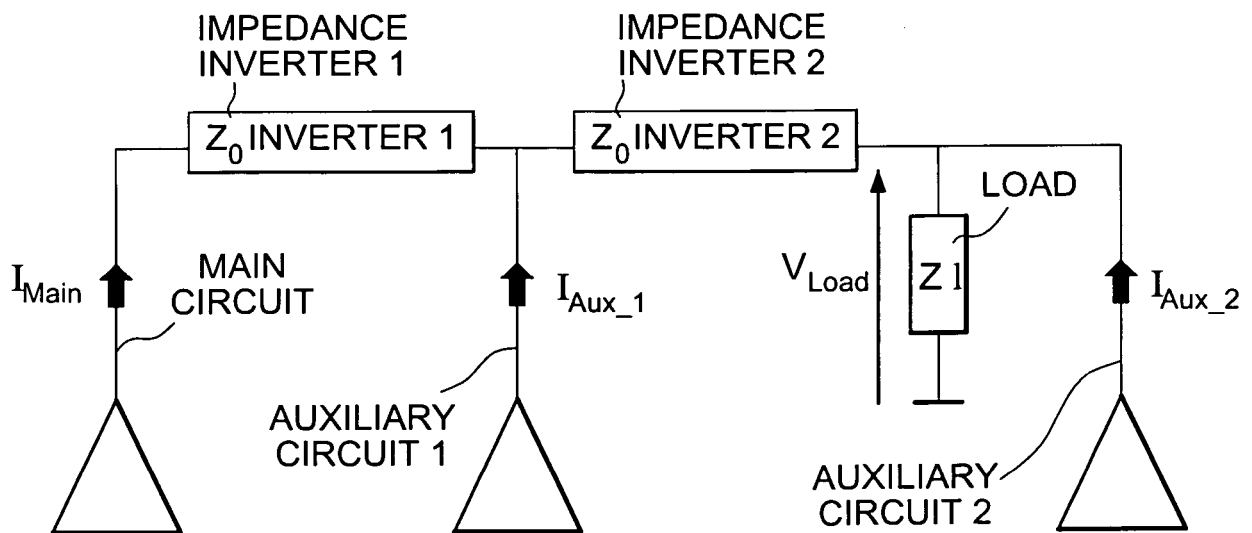 IMPEDANCE
INVERTER 1
IMPEDANCE
INVERTER 2
Z0 INVERTER 1
Z0 INVERTER 2
LOAD
IMain
MAIN
CIRCUIT
IAux_1
VLoad
Z1
IAux_2
AUXILIARY
CIRCUIT 1
AUXILIARY
CIRCUIT 2